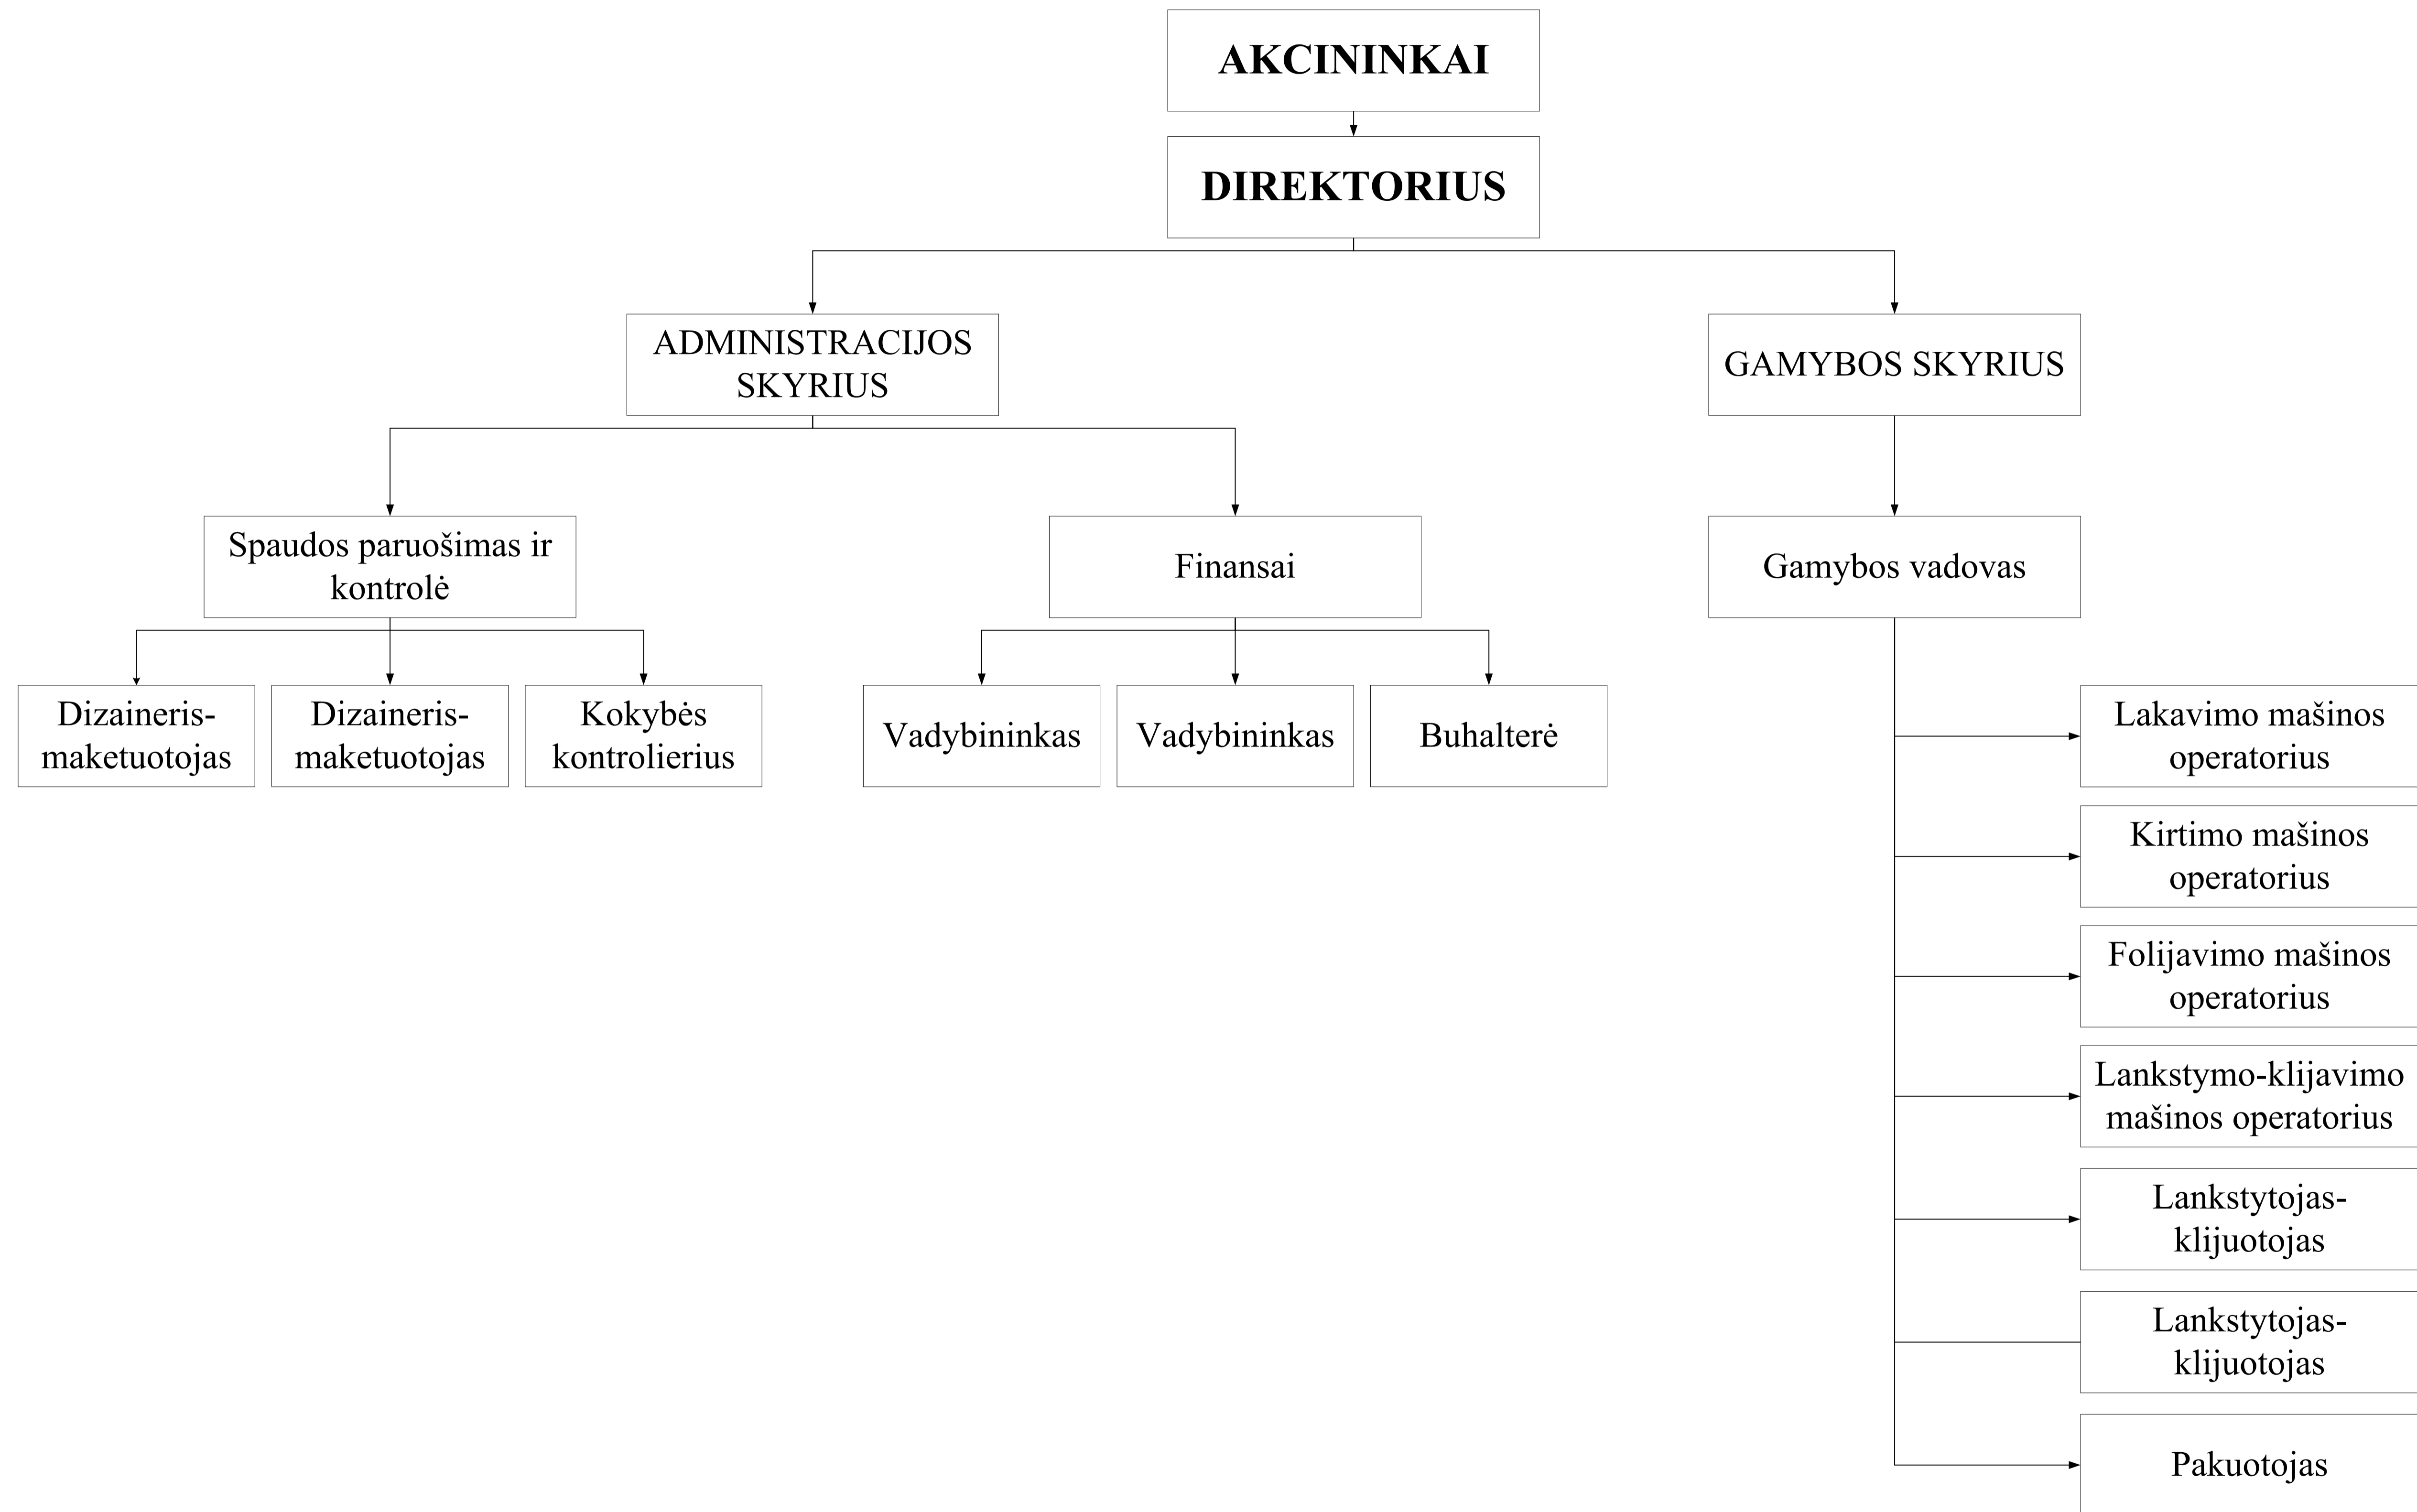 AKCININKAI
DIREKTORIUS
ADMINISTRACIJOS
SKYRIUS
GAMYBOS SKYRIUS
Spaudos paruošimas ir
kontrolė
Finansai
Gamybos vadovas
Dizaineris-
maketuotojas
Dizaineris-
maketuotojas
Kokybės
kontrolierius
Vadybininkas
Vadybininkas
Buhalterė
Lakavimo mašinos
operatorius
Kirtimo mašinos
operatorius
Folijavimo mašinos
operatorius
Lankstymo-klijavimo
mašinos operatorius
Lankstytojas-
klijuotojas
Lankstytojas-
klijuotojas
Pakuotojas